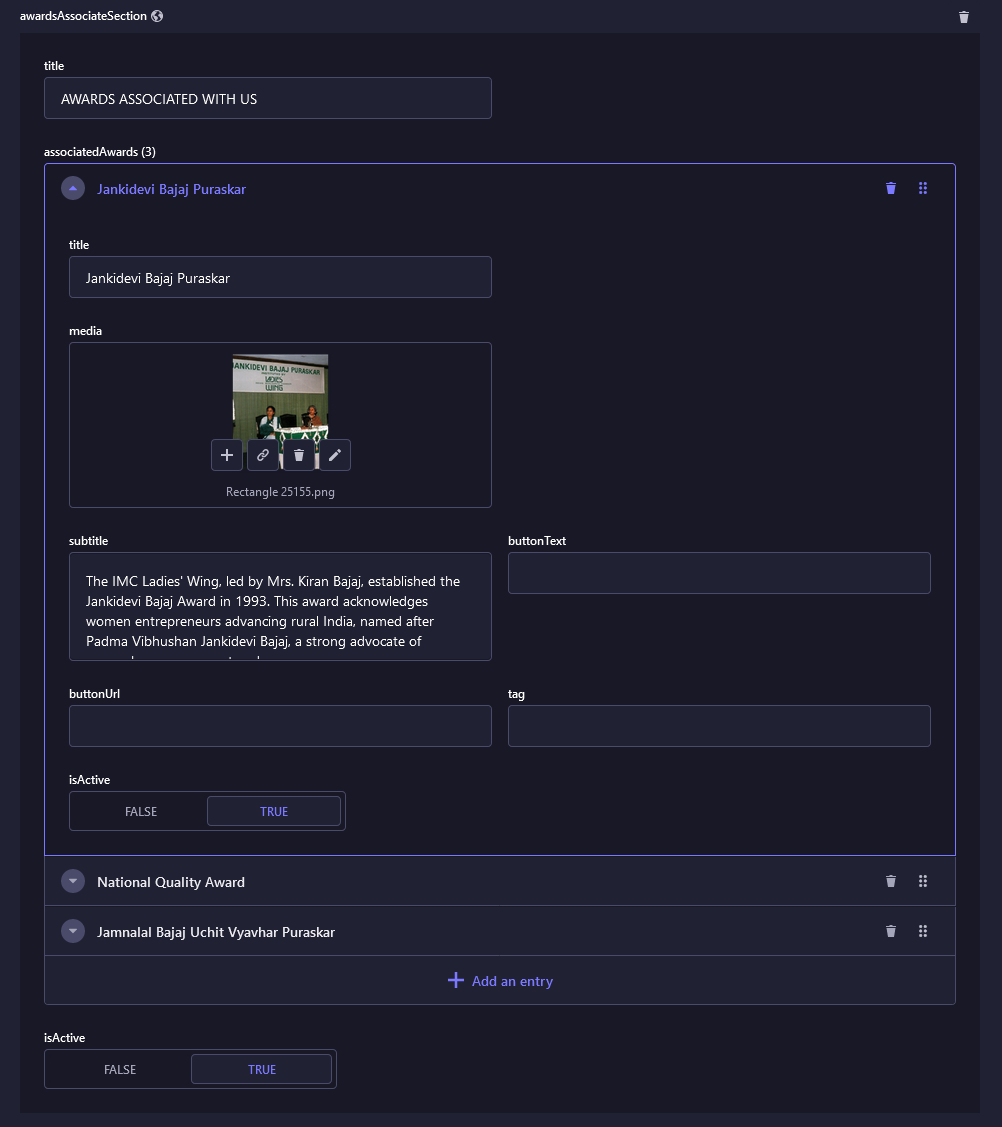 awardsAssociateSection
title
AWARDS ASSOCIATED WITH US
associatedAwards (3)
Jankidevi Bajaj Puraskar
title
Jankidevi Bajaj Puraskar
media
JANKIDEVI BAJAJ PURASKAR
LADIES
WING
Rectangle 25155.png
subtitle
buttonText
The IMC Ladies' Wing, led by Mrs. Kiran Bajaj, established the
Jankidevi Bajaj Award in 1993. This award acknowledges
women entrepreneurs advancing rural India, named after
Padma Vibhushan Jankidevi Bajaj, a strong advocate of
buttonUrl
tag
isActive
FALSE TRUE
National Quality Award
Jamnalal Bajaj Uchit Vyavhar Puraskar
Add an entry
isActive
FALSE TRUE